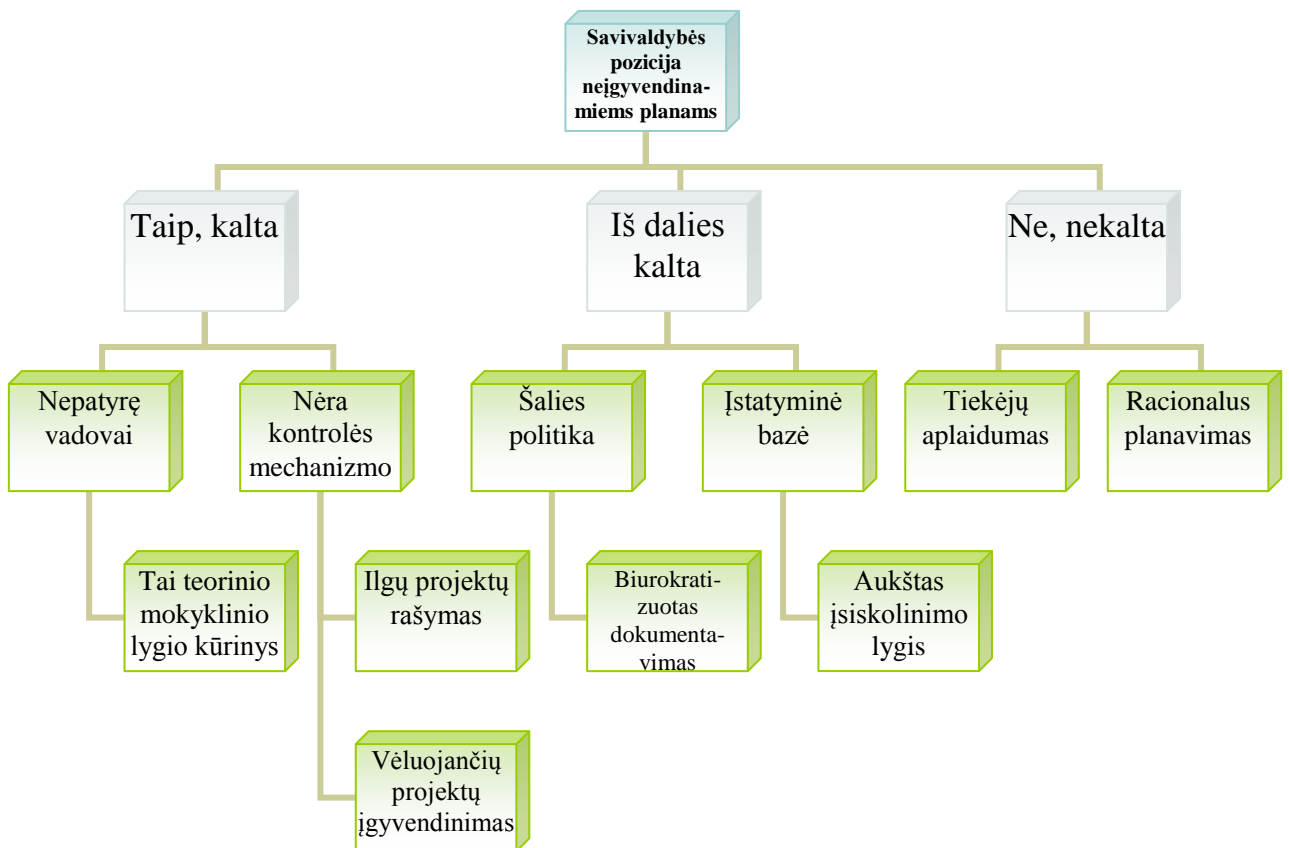 Savivaldybės
pozicija
neįgyvendina-
miems planams
Taip, kalta
Iš dalies
kalta
Ne, nekalta
Nepatyrę
vadovai
Nėra
kontrolės
mechanizmo
Šalies
politika
Įstatyminė
bazė
Tiekėjų
aplaidumas
Racionalus
planavimas
Tai teorinio
mokyklinio
lygio kūrinys
Ilgų projektų
rašymas
Biurokrati-
zuotas
dokumenta-
vimas
Aukštas
įsiskolinimo
lygis
Vėluojančių
projektų
įgyvendinimas